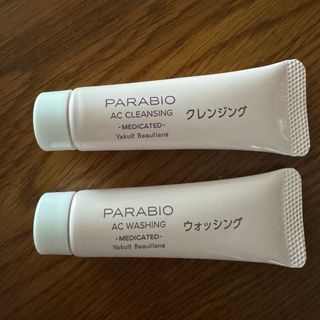 PARABIO
AC CLEANSING
-MEDICATED-
Yakult Beautiens
クレンジング
PARABIO
AC WASHING
-MEDICATED-
Yakult Beautiens
ウォッシング